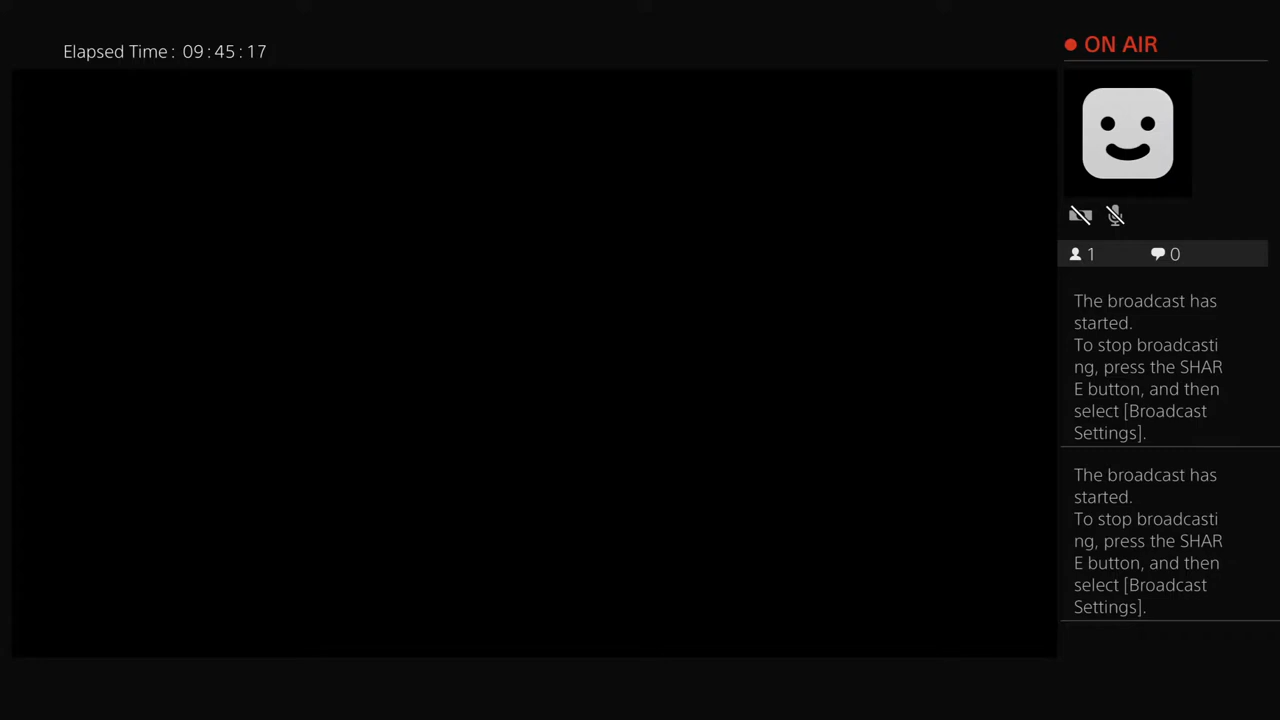 Elapsed Time: 09:45:17
ON AIR
1 0
The broadcast has
started.
To stop broadcasti
ng, press the SHAR
E button, and then
select [Broadcast
Settings].
The broadcast has
started.
To stop broadcasti
ng, press the SHAR
E button, and then
select [Broadcast
Settings].